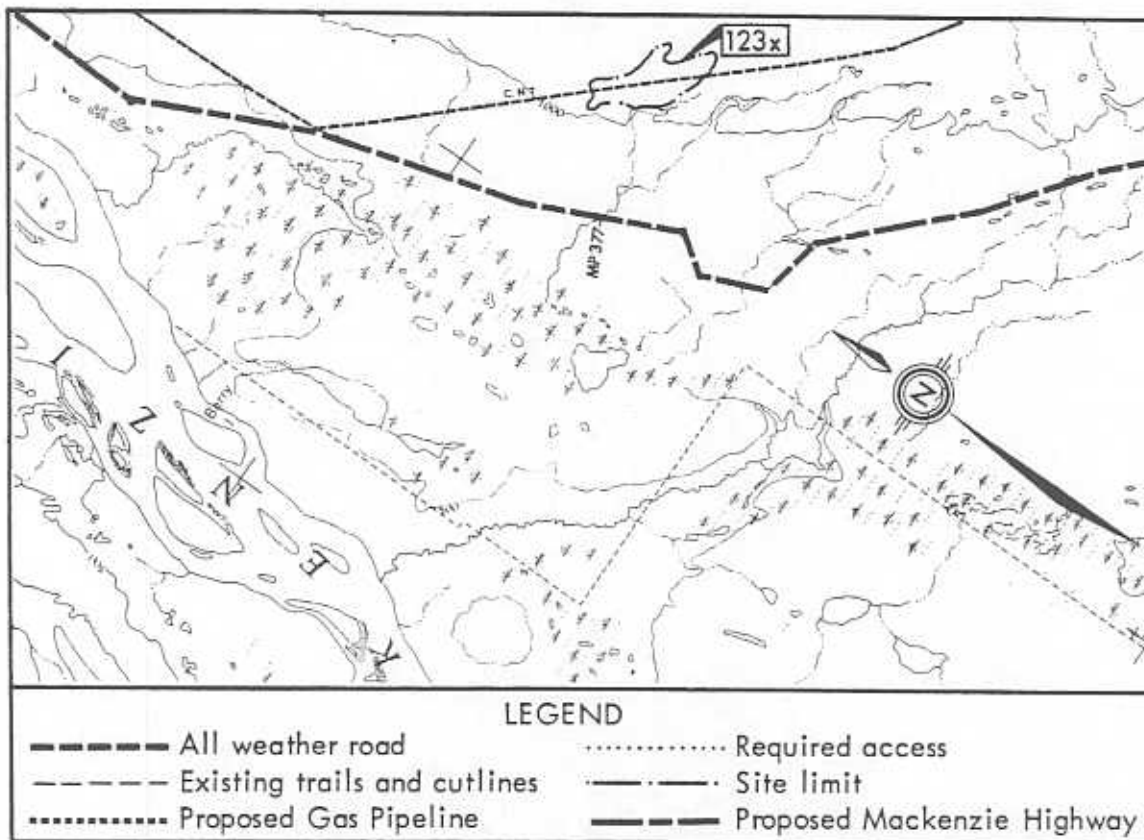 123x
C.N.T.
MP 377
I
Z
N
E
Y
N
LEGEND
All weather road
Required access
Existing trails and cutlines
Site limit
Proposed Gas Pipeline
Proposed Mackenzie Highway